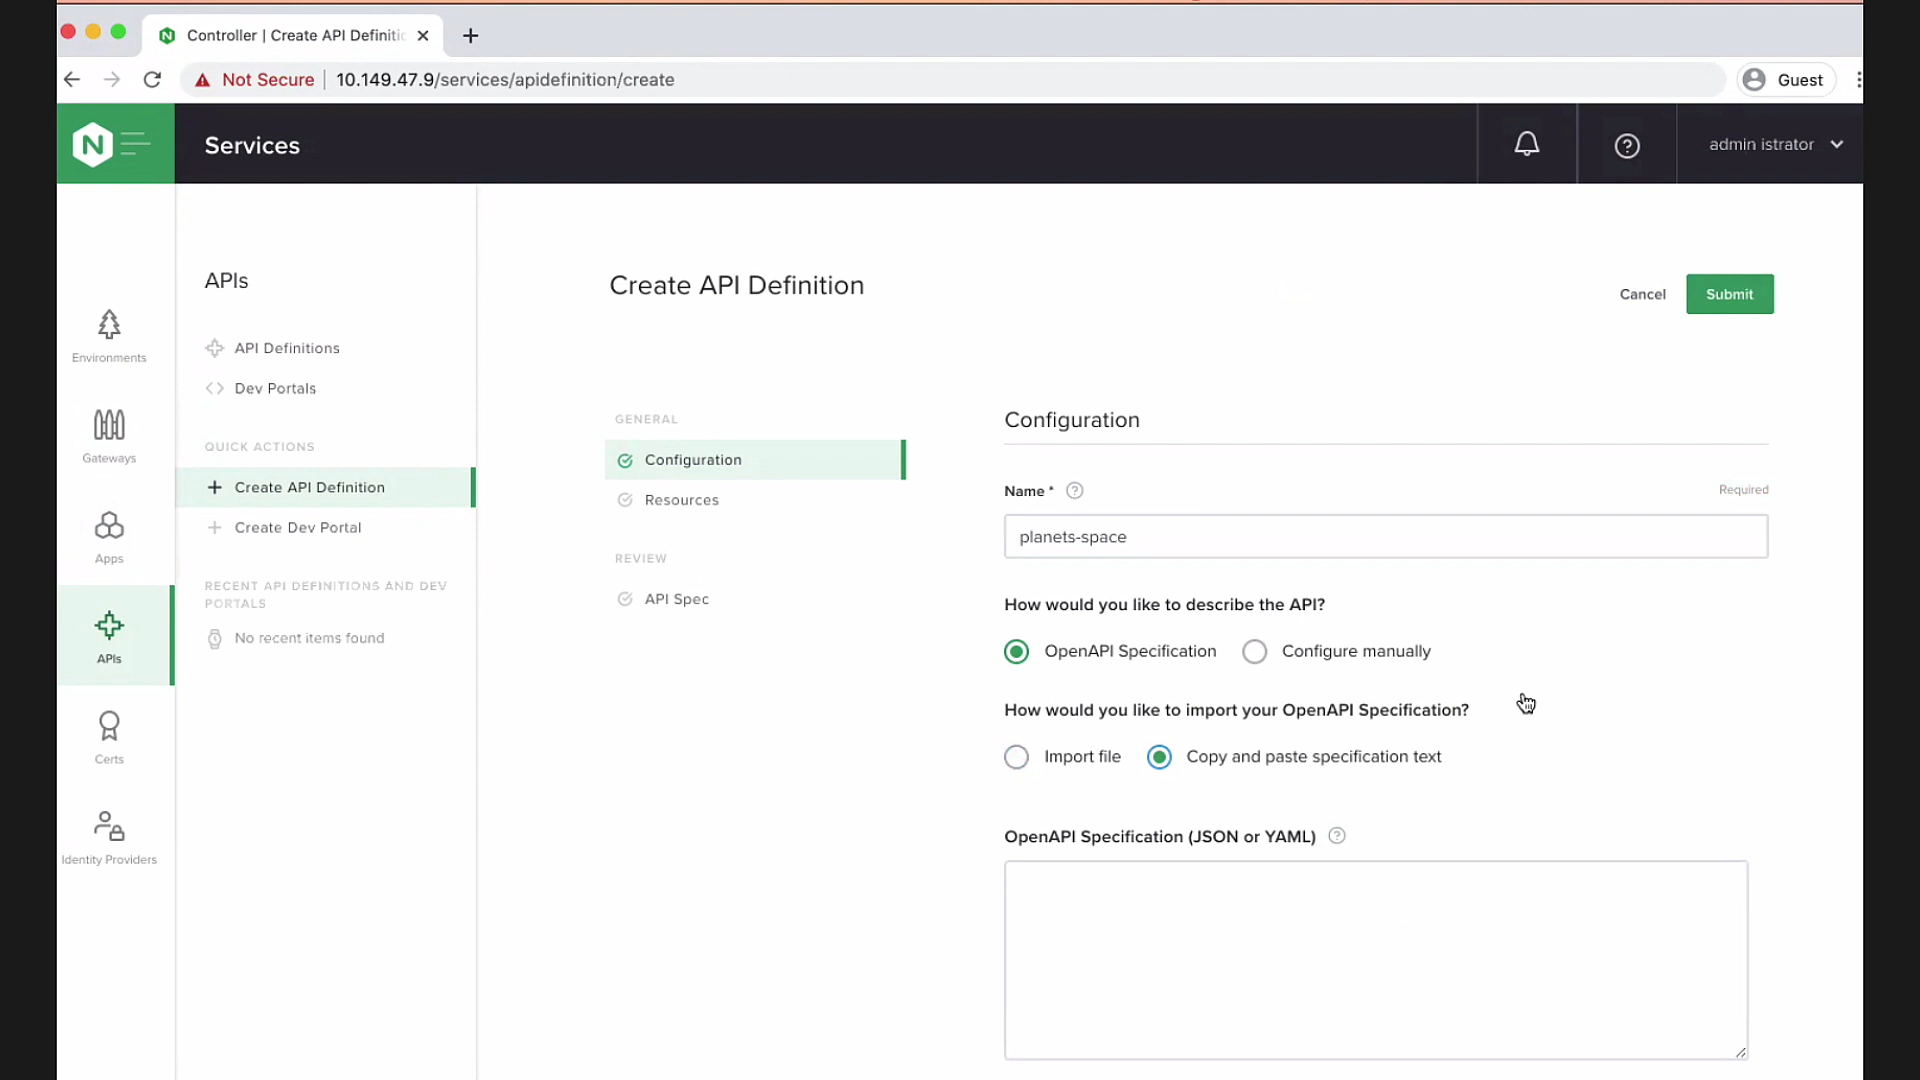 Controller | Create API Definitic
Not Secure
10.149.47.9/services/apidefinition/create
Guest
N
Services
admin istrator
Environments
Gateways
Apps
APIs
Certs
Identity Providers
APIs
API Definitions
Dev Portals
QUICK ACTIONS
Create API Definition
Create Dev Portal
RECENT API DEFINITIONS AND DEV
PORTALS
No recent items found
Create API Definition
Cancel
Submit
GENERAL
Configuration
Resources
REVIEW
API Spec
Configuration
Name *
Required
planets-space
How would you like to describe the API?
OpenAPI Specification
Configure manually
How would you like to import your OpenAPI Specification?
Import file
Copy and paste specification text
OpenAPI Specification (JSON or YAML)